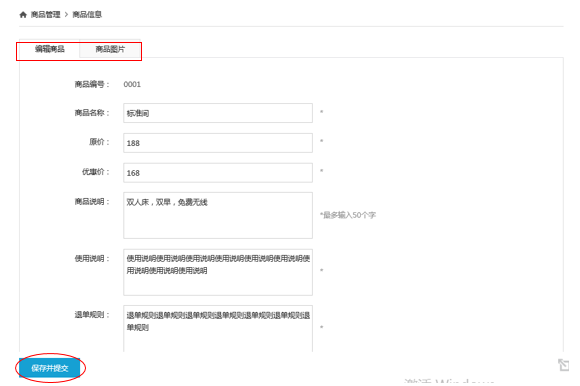 商品管理 > 商品信息
编辑商品 商品图片
商品编号： 0001
商品名称： 标准间 *
原价： 188 *
优惠价： 168 *
商品说明： 双人床，双早，免费无线
*最多输入50个字
使用说明： 使用说明使用说明使用说明使用说明使用说明使用说明使
用说明使用说明使用说明 *
退单规则： 退单规则退单规则退单规则退单规则退单规则退单规则退
单规则 *
保存并提交
激活 Windows